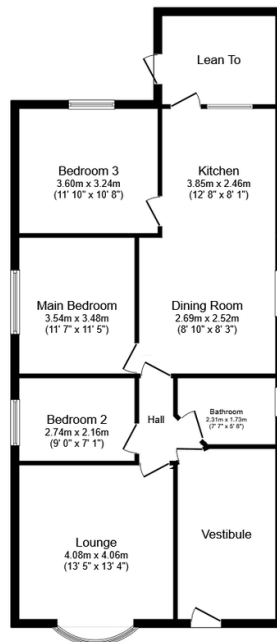 Lean To
Bedroom 3
3.60m x 3.24m
(11' 10" x 10' 8")
Kitchen
3.85m x 2.46m
(12' 8" x 8' 1")
Main Bedroom
3.54m x 3.48m
(11' 7" x 11' 5")
Dining Room
2.69m x 2.52m
(8' 10" x 8' 3")
Bedroom 2
2.74m x 2.16m
(9' 0" x 7' 1")
Hall
Bathroom
2.31m x 1.73m
(7' 7" x 5' 8")
Lounge
4.08m x 4.06m
(13' 5" x 13' 4")
Vestibule